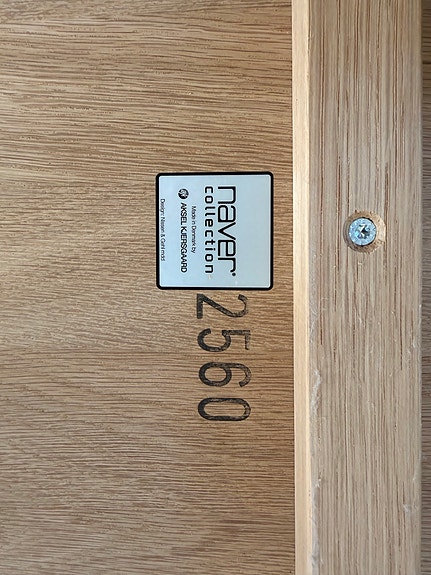 naver
collection
Made in Denmark by
AKSEL KJERSGAARD
Design: Nissen & Gehl mdd
2560